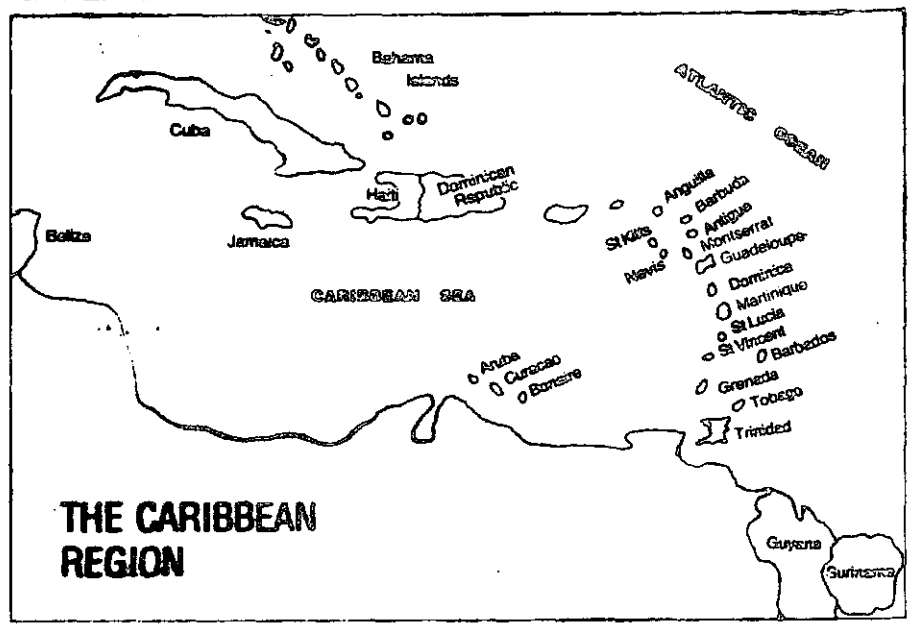 Bahama
Islands
ATLANTIC OCEAN
Cuba
Haiti
Dominican
Republic
Anguilla
Barbuda
Antigua
St Kitts
Montserrat
Guadeloupe
Nevis
Belize
Jamaica
Dominica
CARIBBEAN SEA
Martinique
St Lucia
St Vincent
Barbados
Aruba
Curacao
Bonaire
Grenada
Tobago
Trinidad
THE CARIBBEAN
REGION
Guyana
Suriname